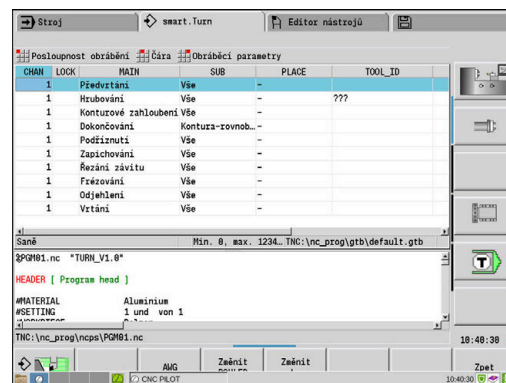 Stroj smart.Turn Editor nástrojů
Posloupnost obrábění Čára Obráběcí parametry
CHAN LOCK MAIN SUB PLACE TOOL_ID
1 Předvrtání Vše –
1 Hrubování Vše – ???
1 Konturové zahloubení Vše –
1 Dokončování Kontura-rovnob… –
1 Podříznutí Vše –
1 Zapichování Vše –
1 Řezání závitu Vše –
1 Frézování Vše –
1 Odjehlení Vše –
1 Vrtání Vše –
Saně Min. 0, max. 1234… TNC:\nc_prog\gtb\default.gtb
%PGM01.nc "TURN_V1.0"
HEADER [ Program head ]
#MATERIAL Aluminium
#SETTING 1 und von 1
TNC:\nc_prog\ncps\PGM01.nc
T
10:40:30
AWG Změnit Změnit Zpet
CNC PILOT 10:40:30